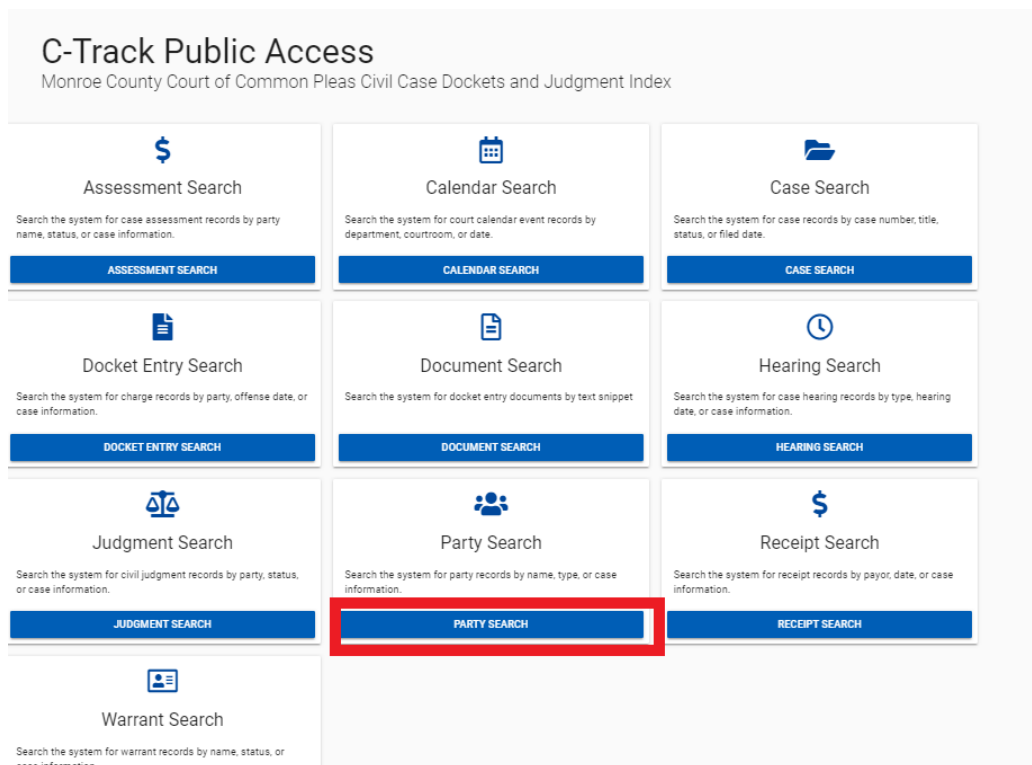 C-Track Public Access
Monroe County Court of Common Pleas Civil Case Dockets and Judgment Index
Assessment Search
Search the system for case assessment records by party
name, status, or case information.
ASSESSMENT SEARCH
Calendar Search
Search the system for court calendar event records by
department, courtroom, or date.
CALENDAR SEARCH
Case Search
Search the system for case records by case number, title,
status, or filed date.
CASE SEARCH
Docket Entry Search
Search the system for charge records by party, offense date, or
case information.
DOCKET ENTRY SEARCH
Document Search
Search the system for docket entry documents by text snippet
DOCUMENT SEARCH
Hearing Search
Search the system for case hearing records by type, hearing
date, or case information.
HEARING SEARCH
Judgment Search
Search the system for civil judgment records by party, status,
or case information.
JUDGMENT SEARCH
Party Search
Search the system for party records by name, type, or case
information.
PARTY SEARCH
Receipt Search
Search the system for receipt records by payor, date, or case
information.
RECEIPT SEARCH
Warrant Search
Search the system for warrant records by name, status, or
case information.